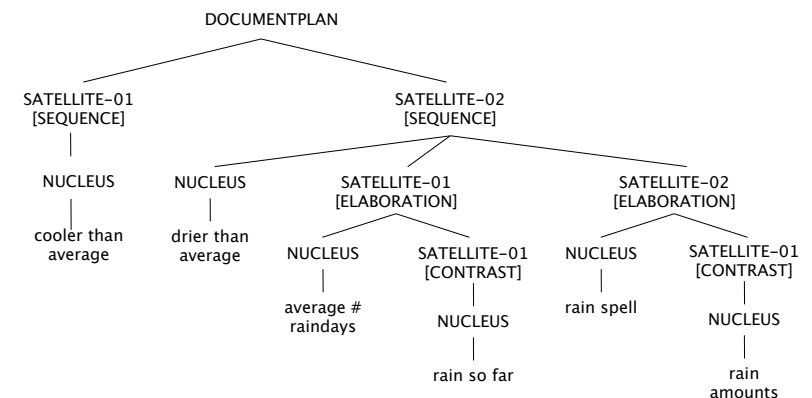 DOCUMENTPLAN
SATELLITE-01
[SEQUENCE]
SATELLITE-02
[SEQUENCE]
NUCLEUS
cooler than
average
NUCLEUS
drier than
average
SATELLITE-01
[ELABORATION]
NUCLEUS
average #
raindays
SATELLITE-01
[CONTRAST]
NUCLEUS
rain so far
SATELLITE-02
[ELABORATION]
NUCLEUS
rain spell
SATELLITE-01
[CONTRAST]
NUCLEUS
rain
amounts